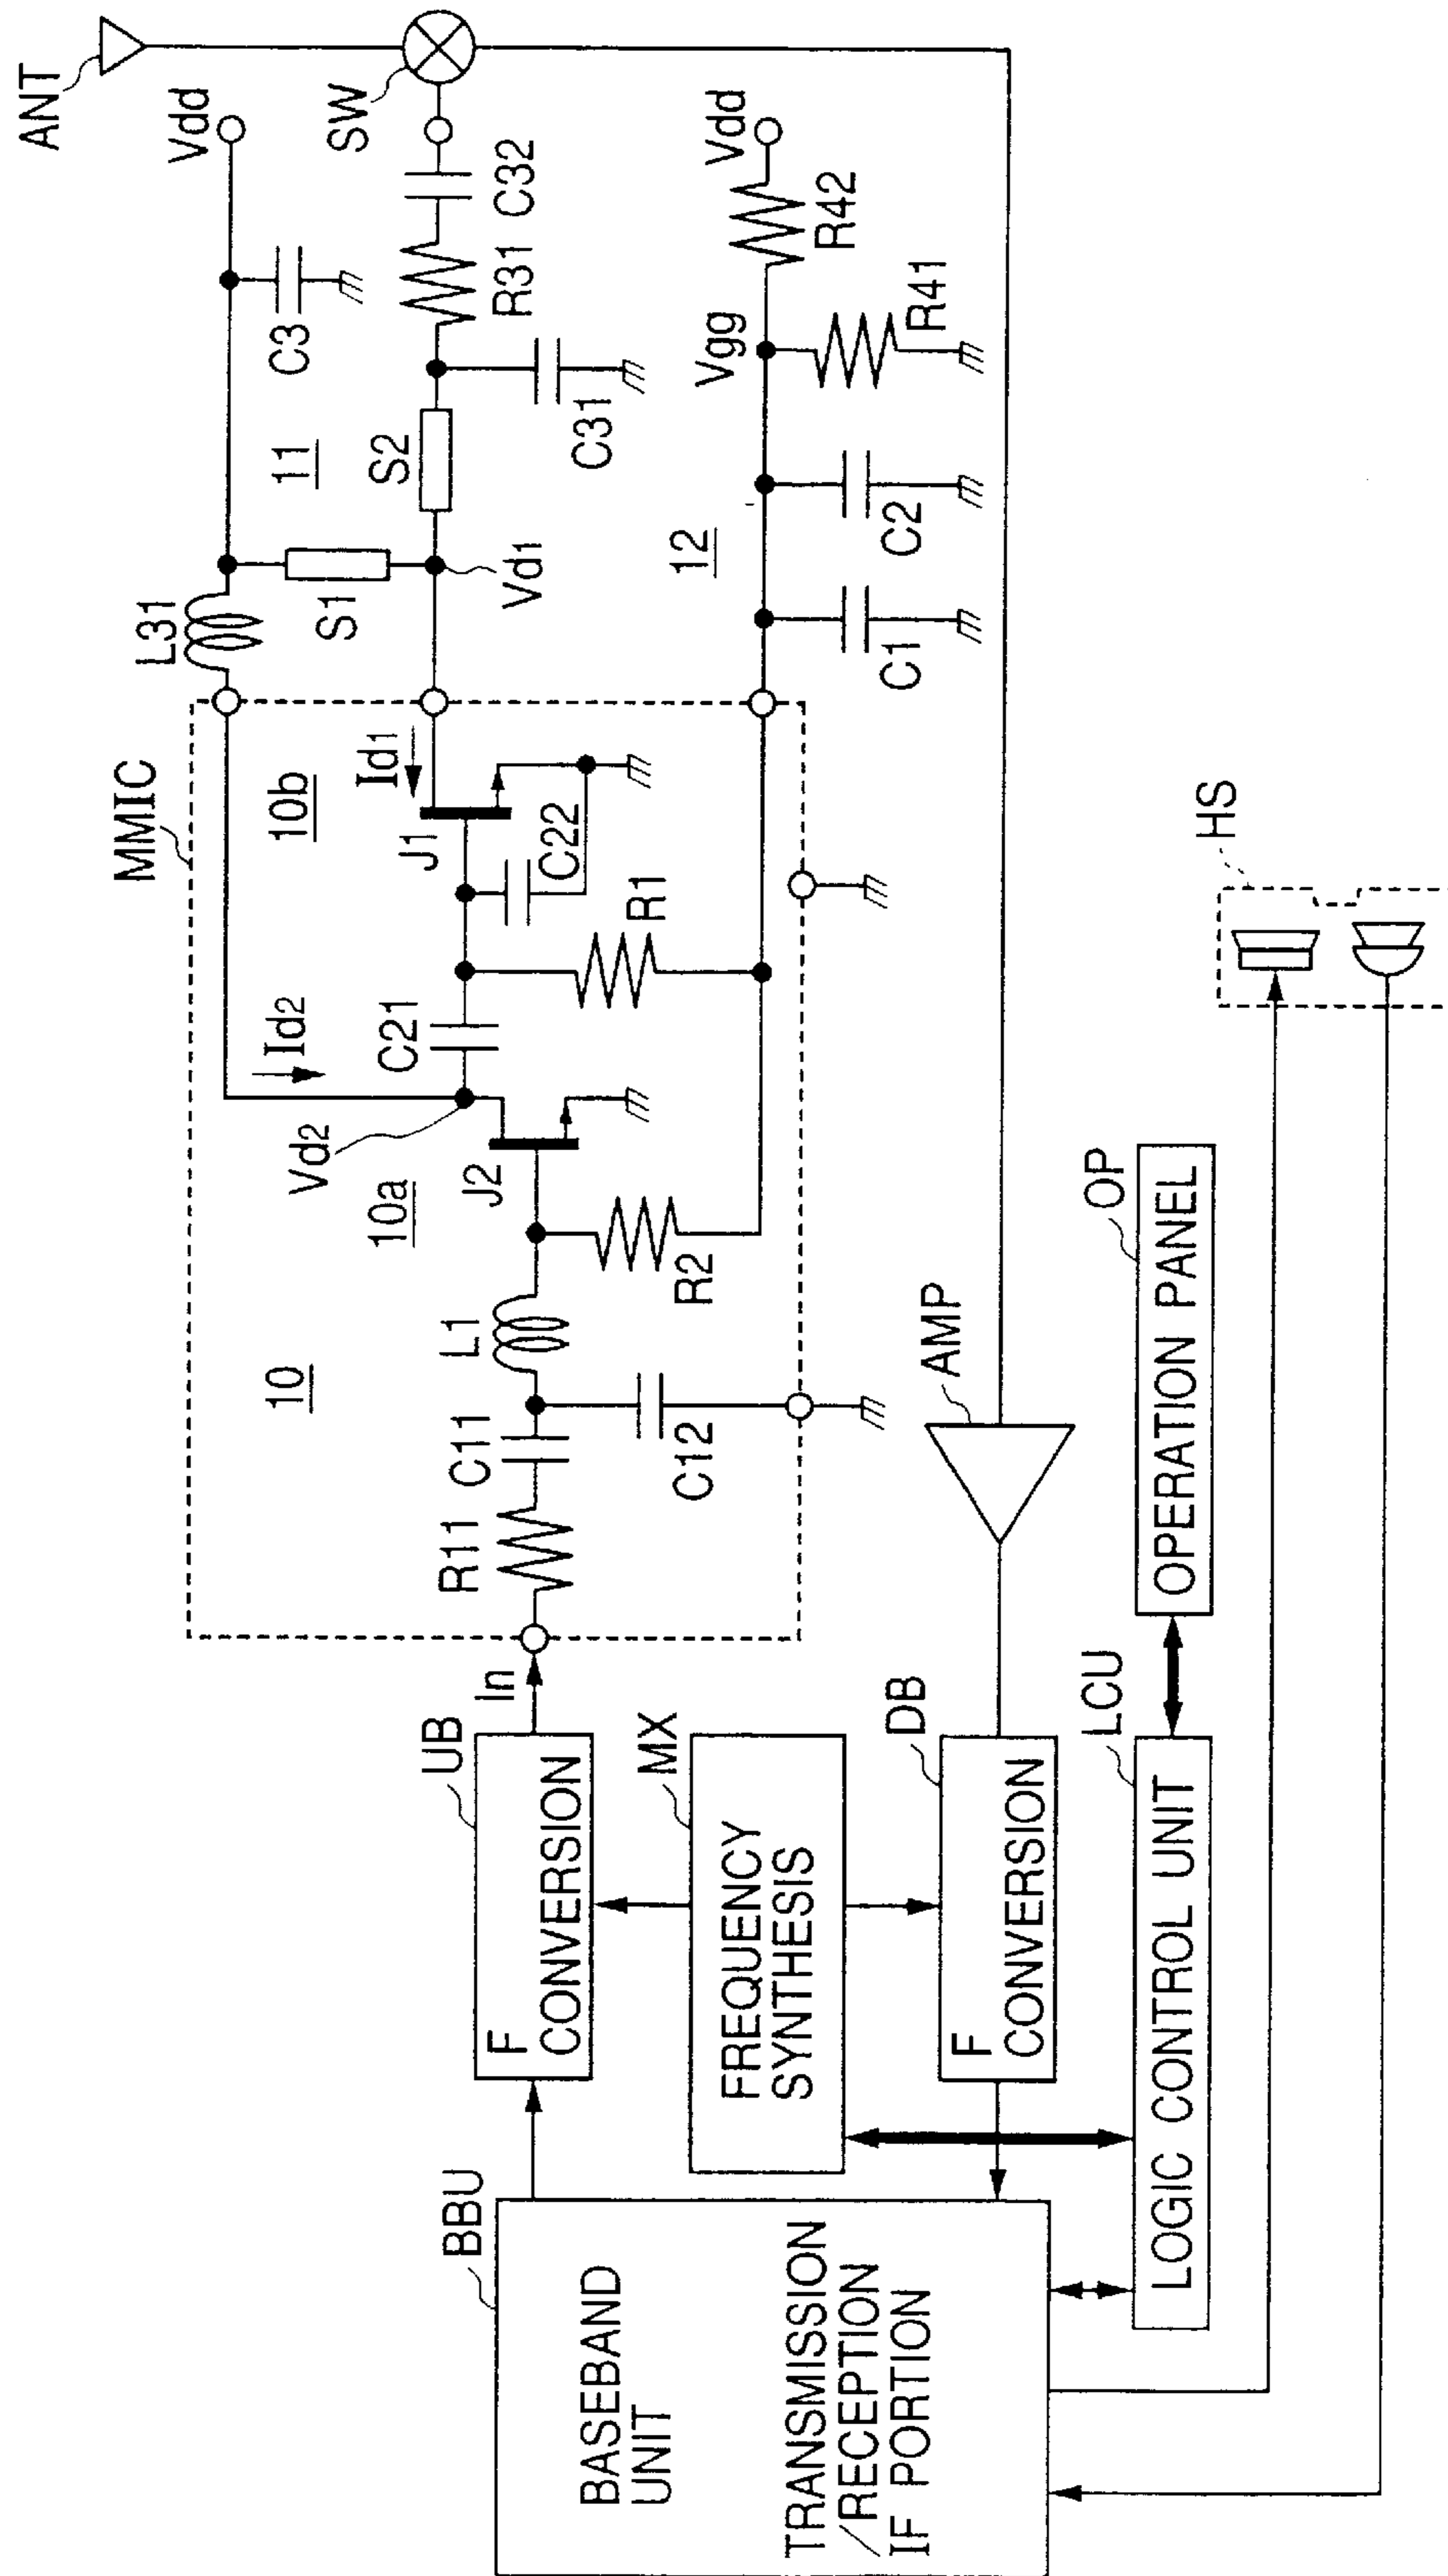 ANT
Vdd
SW
C3
C32
R31
11
S2
C31
Vdd
R42
Vgg
R41
L31
S1
Vd1
12
C2
C1
MMIC
10b
Id1
J1
C22
R1
Id2
C21
Vd2
10a
J2
R2
10
L1
C11
C12
R11
In
AMP
HS
OP
OPERATION PANEL
UB
F
CONVERSION
MX
FREQUENCY
SYNTHESIS
DB
F
CONVERSION
LCU
LOGIC CONTROL UNIT
BBU
BASEBAND
UNIT
TRANSMISSION
/RECEPTION
IF PORTION